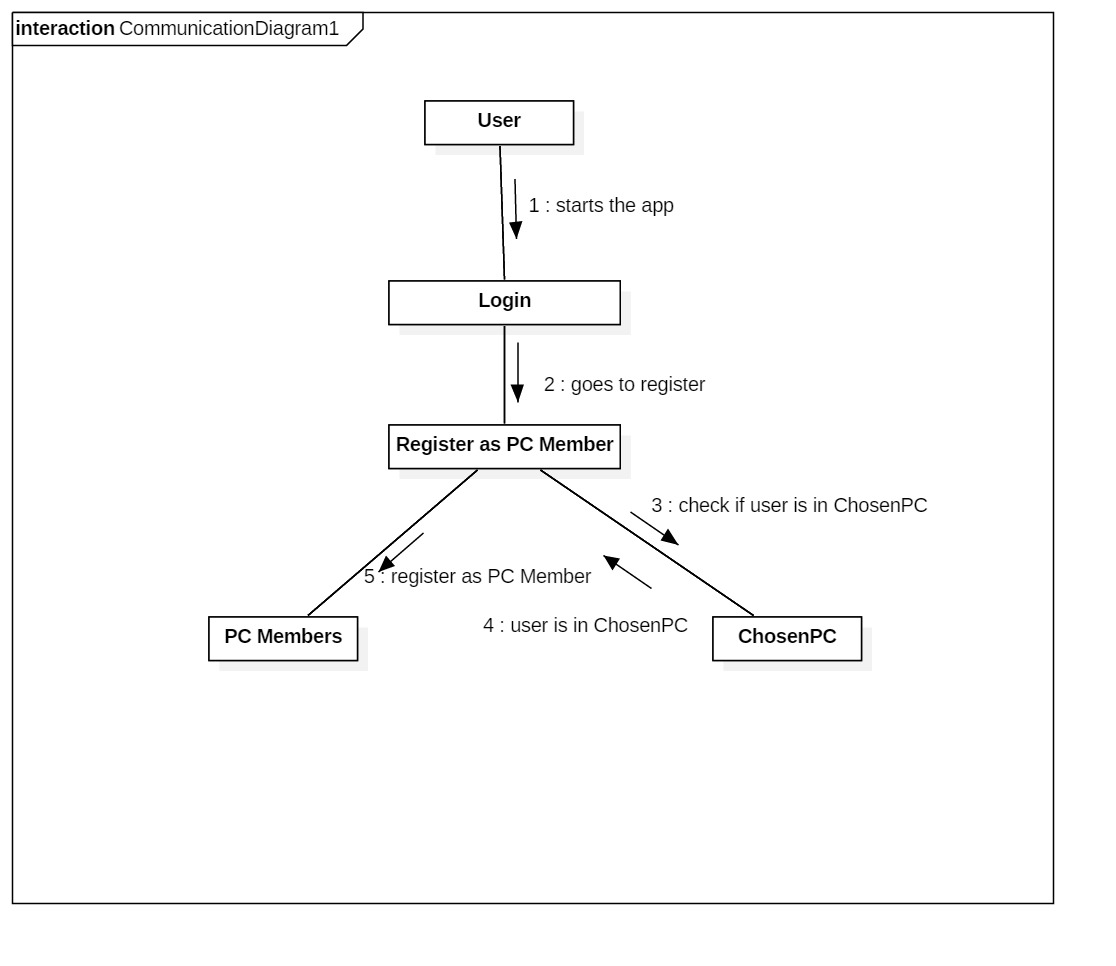 interaction CommunicationDiagram1
User
1 : starts the app
Login
2 : goes to register
Register as PC Member
3 : check if user is in ChosenPC
5 : register as PC Member
4 : user is in ChosenPC
PC Members
ChosenPC